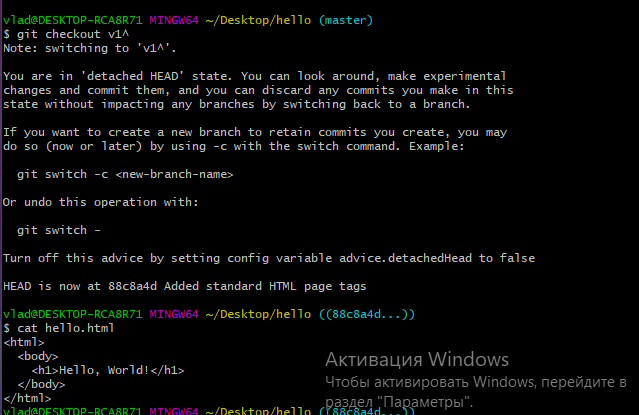 vlad@DESKTOP-RCA8R71 MINGW64 ~/Desktop/hello (master)
$ git checkout v1^
Note: switching to 'v1^'.

You are in 'detached HEAD' state. You can look around, make experimental
changes and commit them, and you can discard any commits you make in this
state without impacting any branches by switching back to a branch.

If you want to create a new branch to retain commits you create, you may
do so (now or later) by using -c with the switch command. Example:

  git switch -c <new-branch-name>

Or undo this operation with:

  git switch -

Turn off this advice by setting config variable advice.detachedHead to false

HEAD is now at 88c8a4d Added standard HTML page tags

vlad@DESKTOP-RCA8R71 MINGW64 ~/Desktop/hello ((88c8a4d...))
$ cat hello.html
<html>
  <body>
    <h1>Hello, World!</h1>
  </body>
</html>
vlad@DESKTOP-RCA8R71 MINGW64 ~/Desktop/hello ((88c8a4d...))
Активация Windows
Чтобы активировать Windows, перейдите в
раздел "Параметры".